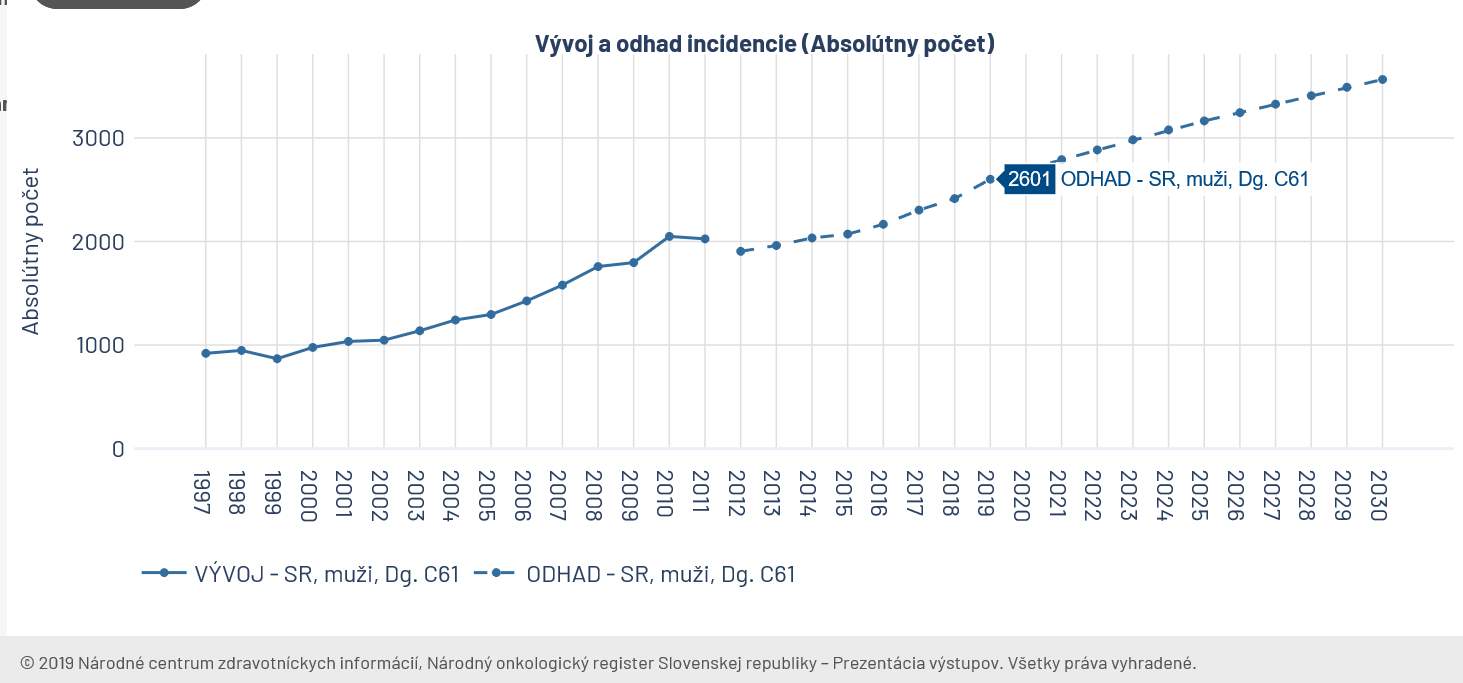 Vývoj a odhad incidencie (Absolútny počet)
Absolútny počet
3000
2000
1000
0
2601 ODHAD - SR, muži, Dg. C61
1997 1998 1999 2000 2001 2002 2003 2004 2005 2006 2007 2008 2009 2010 2011 2012 2013 2014 2015 2016 2017 2018 2019 2020 2021 2022 2023 2024 2025 2026 2027 2028 2029 2030
VÝVOJ - SR, muži, Dg. C61 ODHAD - SR, muži, Dg. C61
© 2019 Národné centrum zdravotníckych informácií, Národný onkologický register Slovenskej republiky – Prezentácia výstupov. Všetky práva vyhradené.